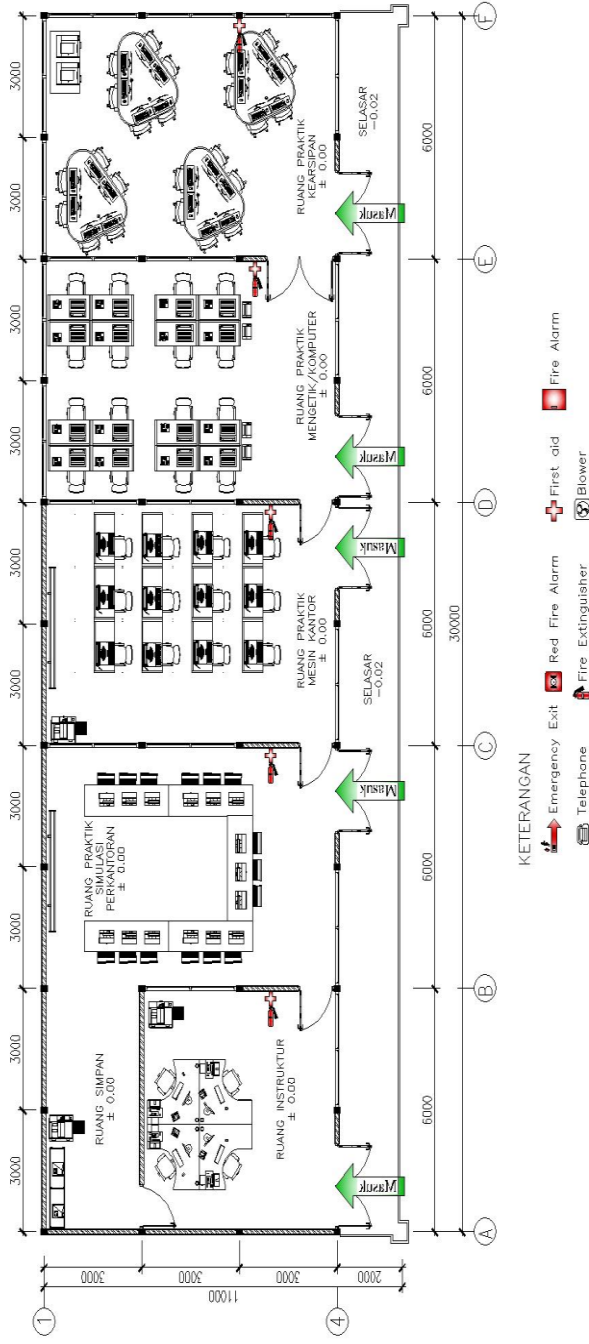 3000 3000 3000 3000 3000 3000 3000 3000 3000 3000
1
3000
3000
3000
2000
11000
4
RUANG SIMPAN
± 0.00
RUANG INSTRUKTUR
± 0.00
RUANG PRAKTIK
SIMULASI
PERKANTORAN
± 0.00
RUANG PRAKTIK
MESIN KANTOR
± 0.00
RUANG PRAKTIK
MENGETIK/KOMPUTER
± 0.00
RUANG PRAKTIK
KEARSIPAN
± 0.00
Masuk Masuk Masuk Masuk Masuk
SELASAR
-0.02
SELASAR
-0.02
6000 6000 6000 6000 6000
30000
A B C D E F
KETERANGAN
Emergency Exit Red Fire Alarm First aid Fire Alarm
Telephone Fire Extinguisher Blower